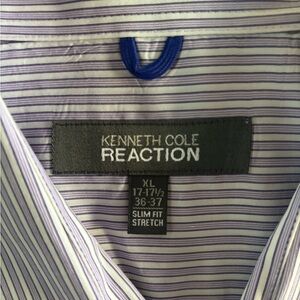 KENNETH COLE
REACTION
XL
17-17½
36-37
SLIM FIT
STRETCH